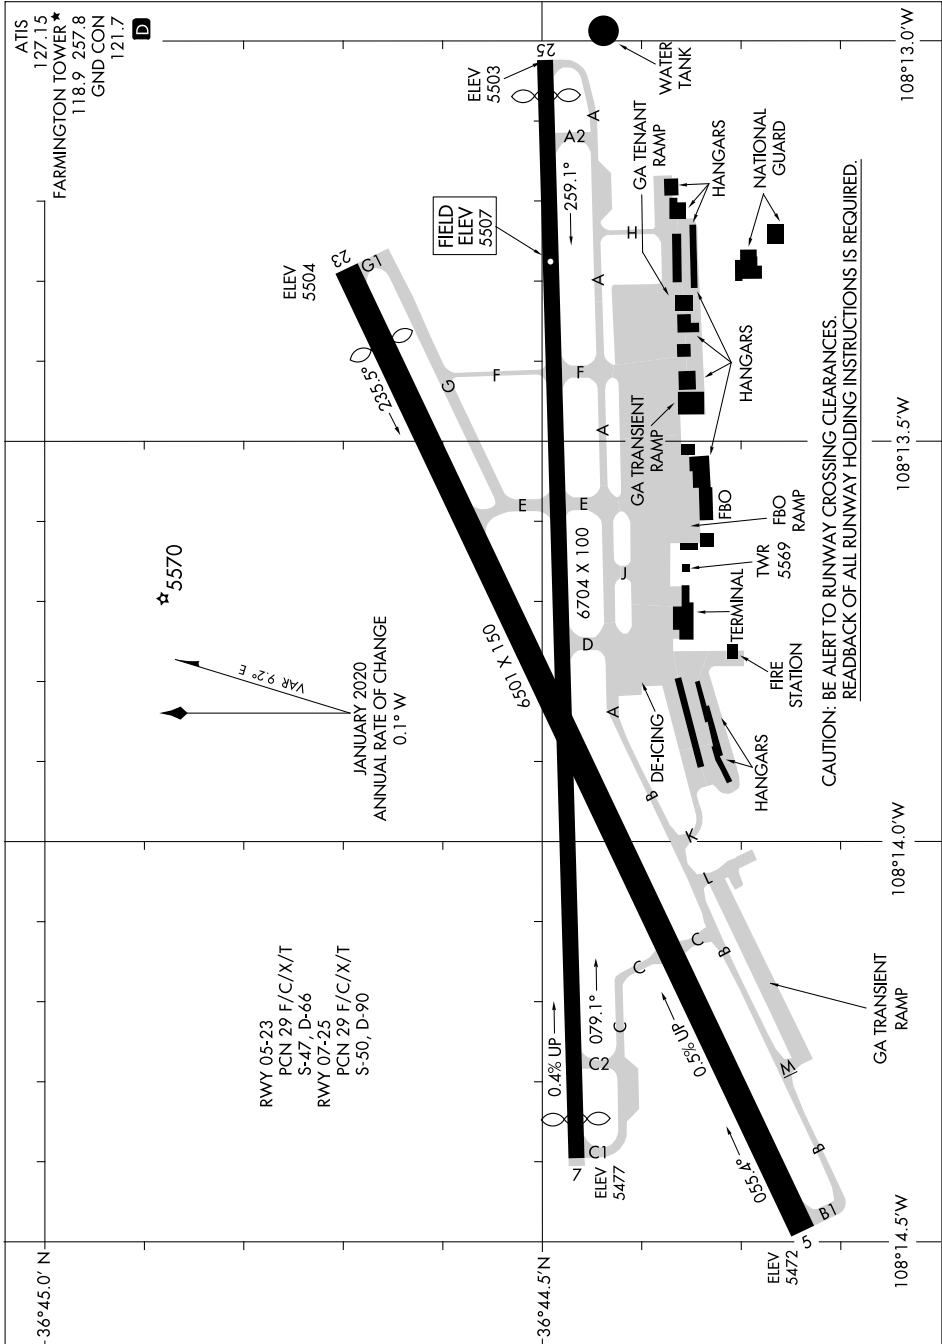 ATIS
127.15
FARMINGTON TOWER ★
118.9 257.8
GND CON
121.7
D
RWY 05-23
PCN 29 F/C/X/T
S-47, D-66
RWY 07-25
PCN 29 F/C/X/T
S-50, D-90
JANUARY 2020
ANNUAL RATE OF CHANGE
0.1° W
VAR 9.2° E
5570
36°45.0' N
36°44.5'N
108°14.5'W
108°14.0'W
108°13.5'W
108°13.0'W
FIELD
ELEV
5507
ELEV
5504
23
G1
235.5°
G
F
F
E
E
6501 X 150
ELEV
5503
25
A2
A
259.1°
A
A
A
H
6704 X 100
D
J
7
ELEV
5477
C1
C2
C
C
C
0.4% UP
079.1°
0.5% UP
055.4°
5
ELEV
5472
B1
B
B
B
M
L
K
WATER
TANK
GA TENANT
RAMP
HANGARS
NATIONAL
GUARD
HANGARS
GA TRANSIENT
RAMP
FBO
FBO
RAMP
TWR
5569
TERMINAL
FIRE
STATION
DE-ICING
HANGARS
GA TRANSIENT
RAMP
CAUTION: BE ALERT TO RUNWAY CROSSING CLEARANCES.
READBACK OF ALL RUNWAY HOLDING INSTRUCTIONS IS REQUIRED.